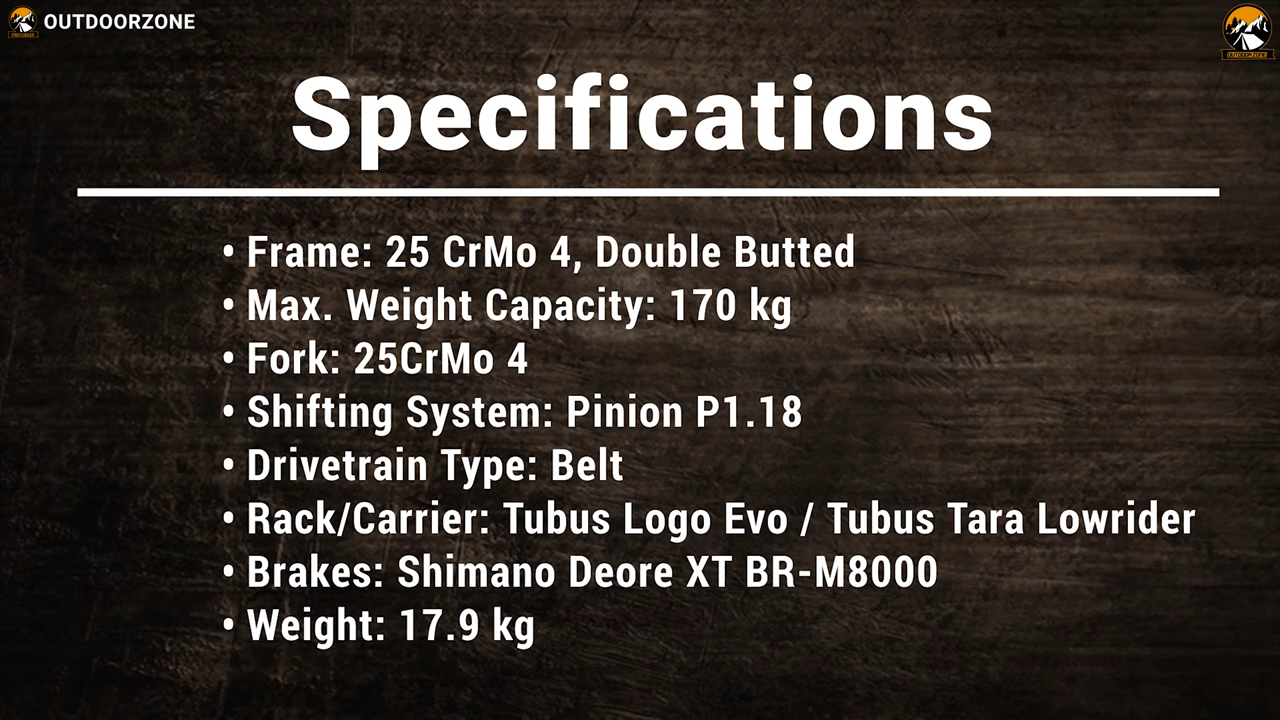 OUTDOORZONE
Specifications
• Frame: 25 CrMo 4, Double Butted
• Max. Weight Capacity: 170 kg
• Fork: 25CrMo 4
• Shifting System: Pinion P1.18
• Drivetrain Type: Belt
• Rack/Carrier: Tubus Logo Evo / Tubus Tara Lowrider
• Brakes: Shimano Deore XT BR-M8000
• Weight: 17.9 kg